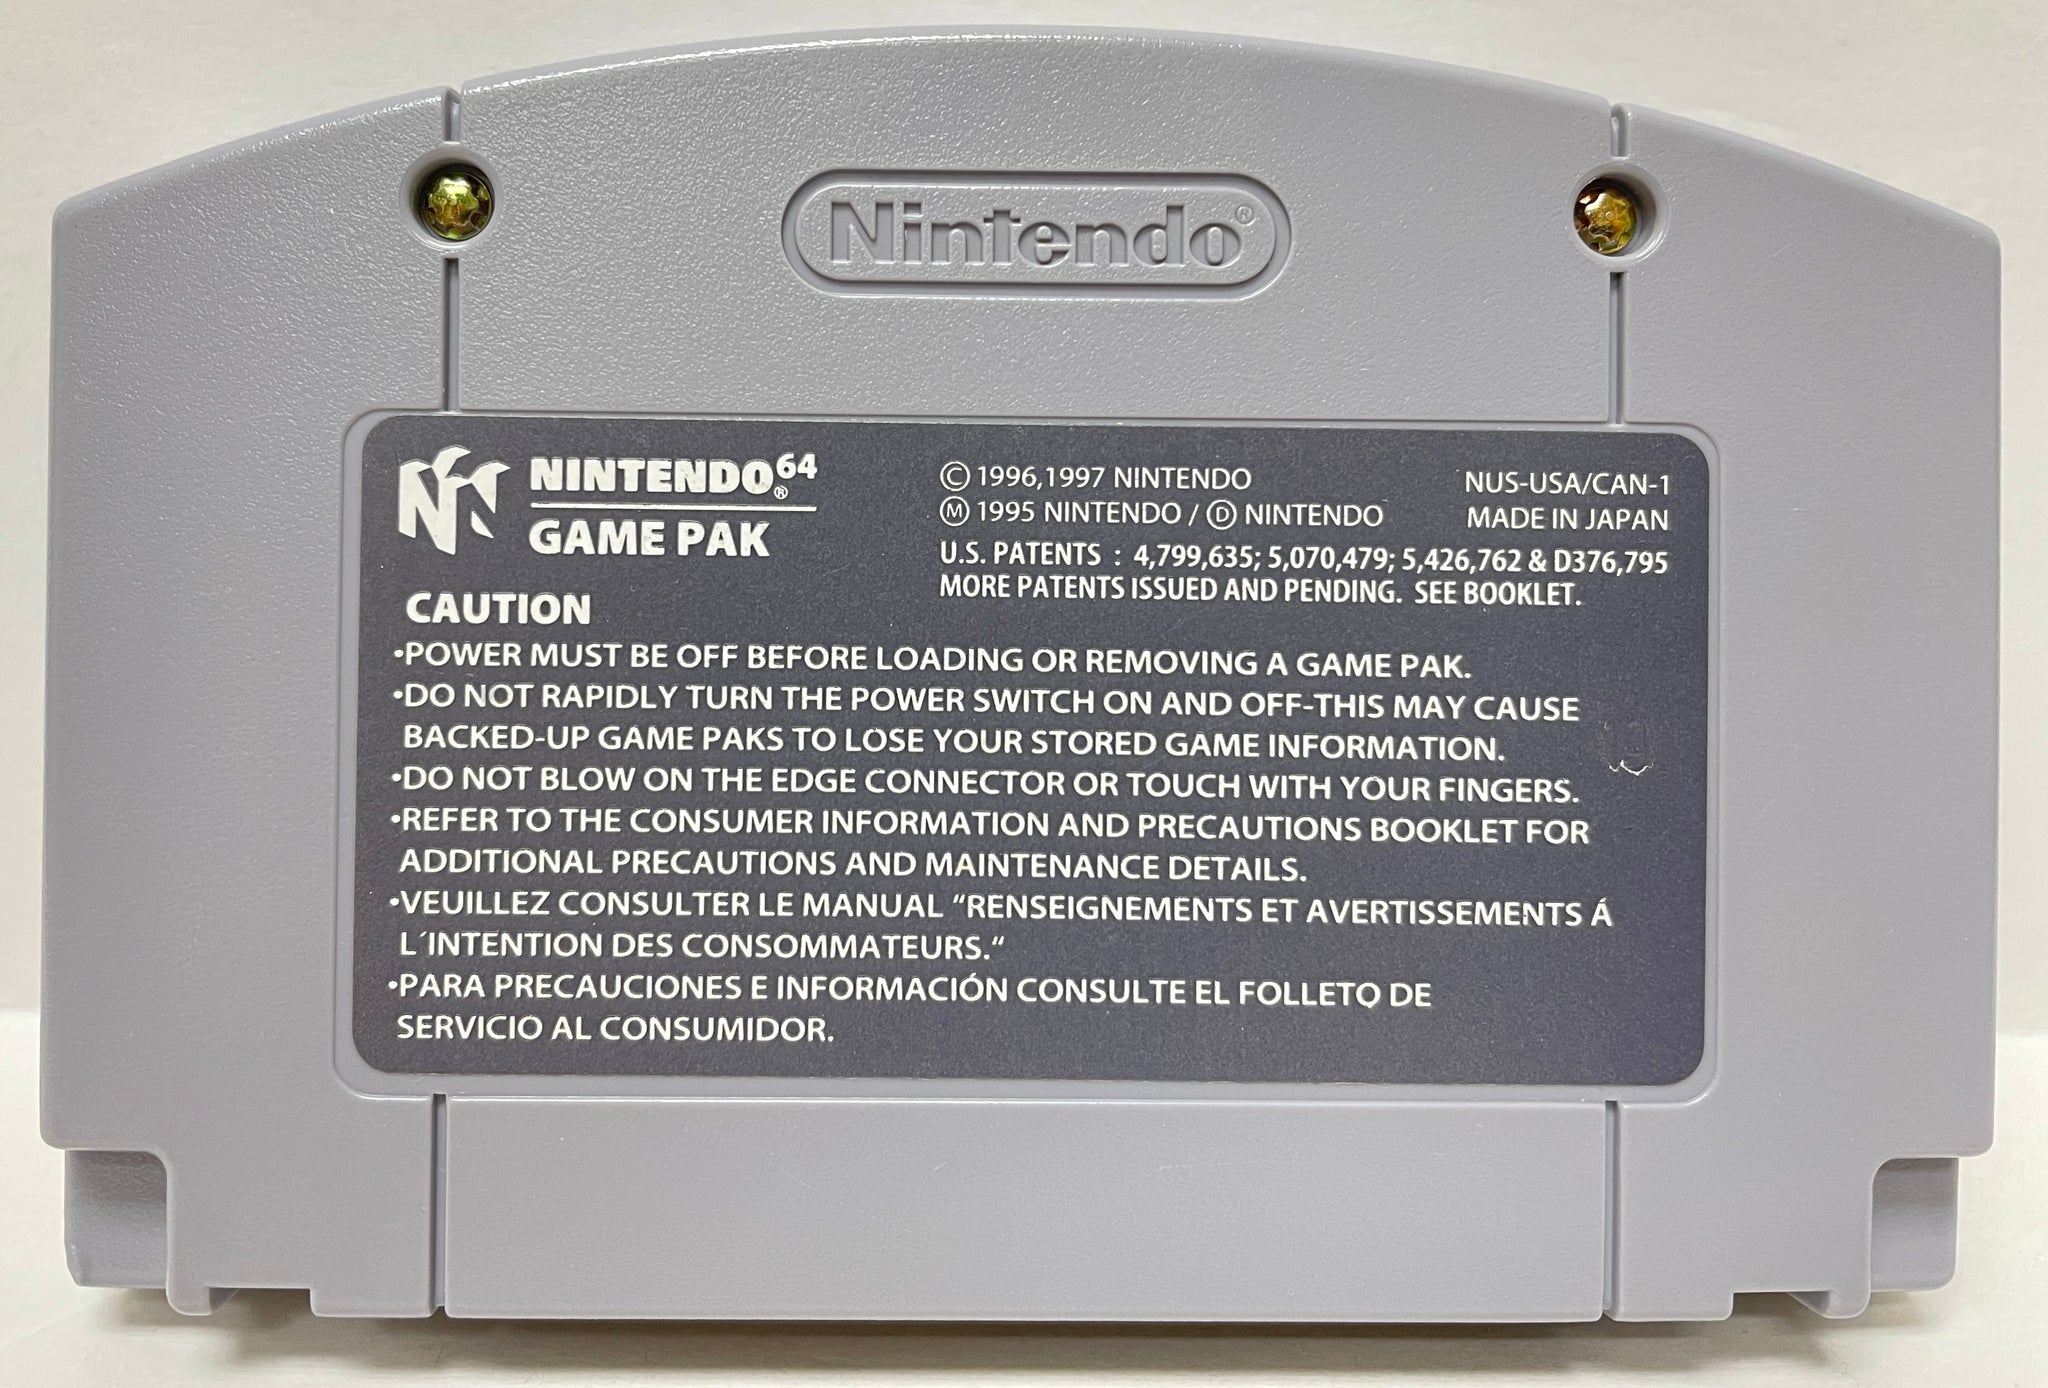 Nintendo®
NINTENDO64®
GAME PAK
Ⓒ 1996,1997 NINTENDO
Ⓜ 1995 NINTENDO / Ⓓ NINTENDO
NUS-USA/CAN-1
MADE IN JAPAN
U.S. PATENTS : 4,799,635; 5,070,479; 5,426,762 & D376,795
MORE PATENTS ISSUED AND PENDING. SEE BOOKLET.
CAUTION
•POWER MUST BE OFF BEFORE LOADING OR REMOVING A GAME PAK.
•DO NOT RAPIDLY TURN THE POWER SWITCH ON AND OFF-THIS MAY CAUSE
BACKED-UP GAME PAKS TO LOSE YOUR STORED GAME INFORMATION.
•DO NOT BLOW ON THE EDGE CONNECTOR OR TOUCH WITH YOUR FINGERS.
•REFER TO THE CONSUMER INFORMATION AND PRECAUTIONS BOOKLET FOR
ADDITIONAL PRECAUTIONS AND MAINTENANCE DETAILS.
•VEUILLEZ CONSULTER LE MANUAL “RENSEIGNEMENTS ET AVERTISSEMENTS Á
L´INTENTION DES CONSOMMATEURS.“
•PARA PRECAUCIONES E INFORMACIÓN CONSULTE EL FOLLETO DE
SERVICIO AL CONSUMIDOR.